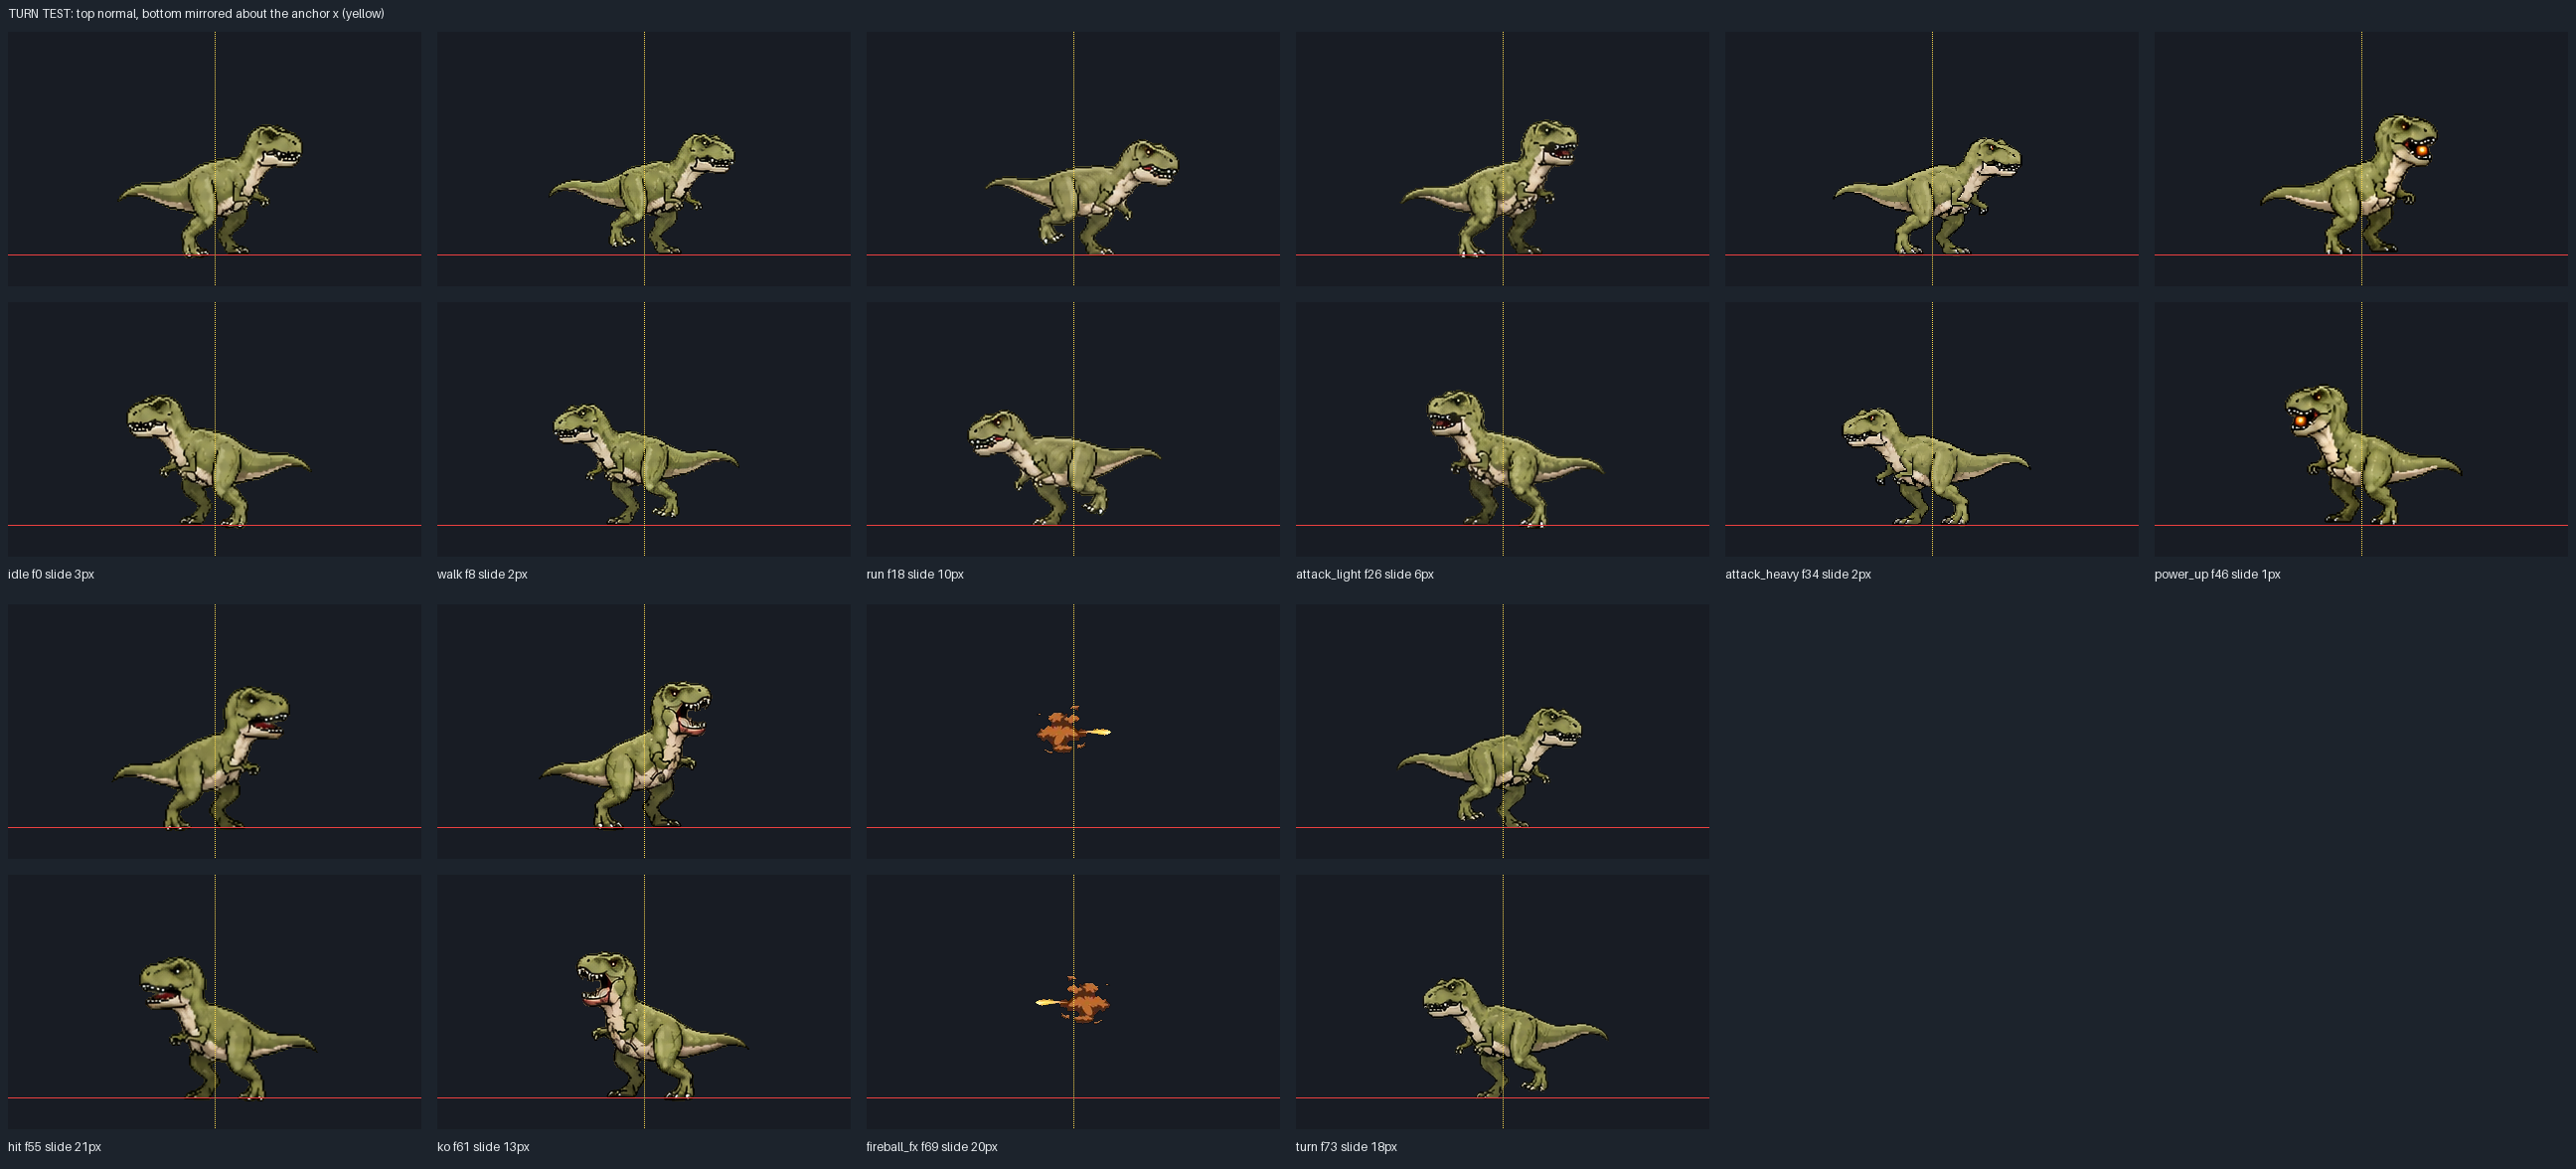 TURN TEST: top normal, bottom mirrored about the anchor x (yellow)
idle f0 slide 3px
walk f8 slide 2px
run f18 slide 10px
attack_light f26 slide 6px
attack_heavy f34 slide 2px
power_up f46 slide 1px
hit f55 slide 21px
ko f61 slide 13px
fireball_fx f69 slide 20px
turn f73 slide 18px